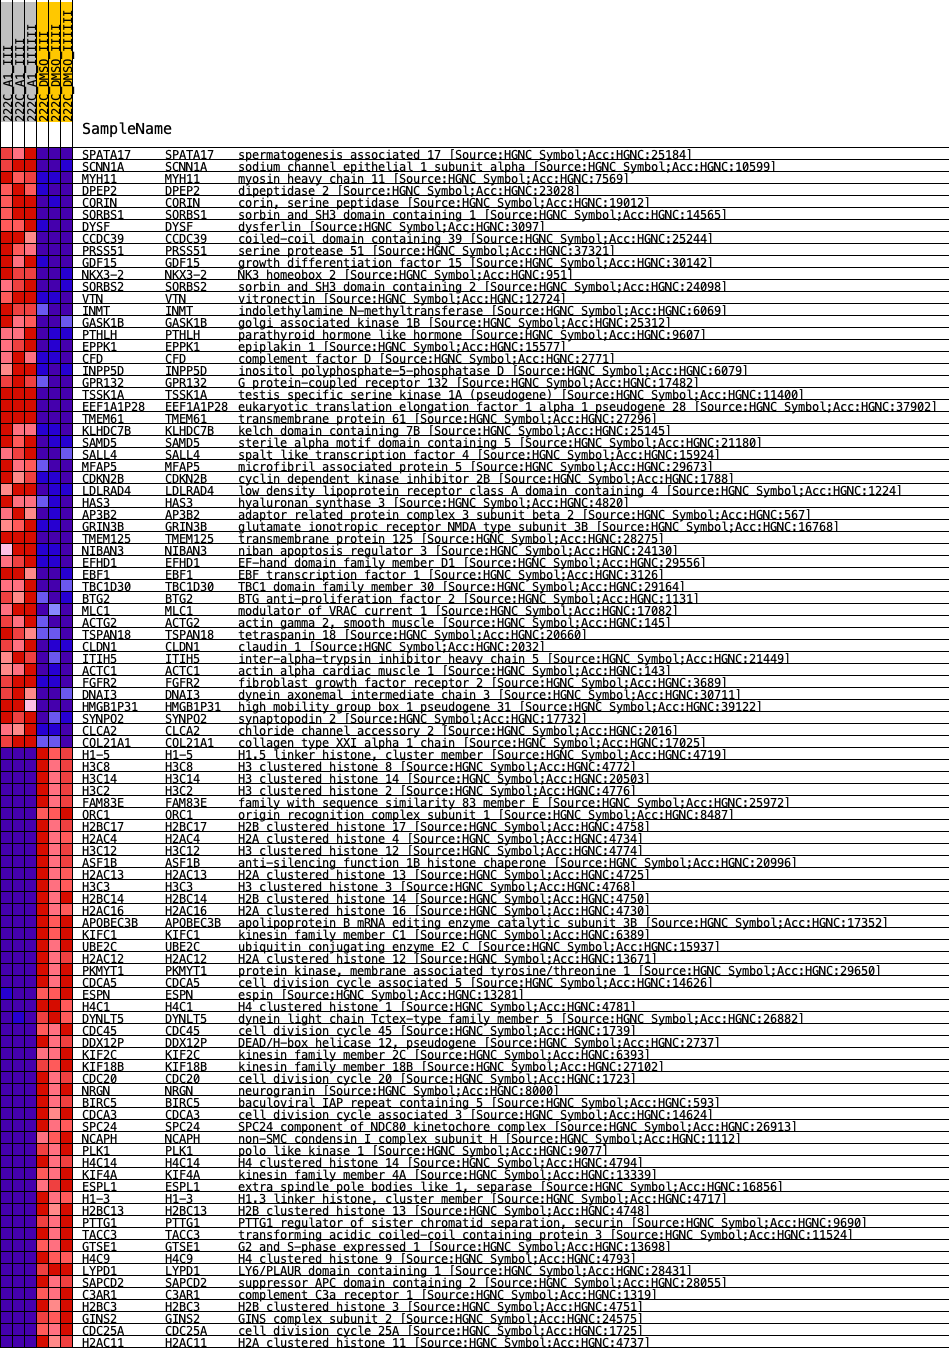 222C_A1_III
222C_A1_IIII
222C_A1_IIIIII
222C_DMSO_III
222C_DMSO_IIII
222C_DMSO_IIIIII
SampleName
SPATA17 SPATA17 spermatogenesis associated 17 [Source:HGNC Symbol;Acc:HGNC:25184]
SCNN1A SCNN1A sodium channel epithelial 1 subunit alpha [Source:HGNC Symbol;Acc:HGNC:10599]
MYH11 MYH11 myosin heavy chain 11 [Source:HGNC Symbol;Acc:HGNC:7569]
DPEP2 DPEP2 dipeptidase 2 [Source:HGNC Symbol;Acc:HGNC:23028]
CORIN CORIN corin, serine peptidase [Source:HGNC Symbol;Acc:HGNC:19012]
SORBS1 SORBS1 sorbin and SH3 domain containing 1 [Source:HGNC Symbol;Acc:HGNC:14565]
DYSF DYSF dysferlin [Source:HGNC Symbol;Acc:HGNC:3097]
CCDC39 CCDC39 coiled-coil domain containing 39 [Source:HGNC Symbol;Acc:HGNC:25244]
PRSS51 PRSS51 serine protease 51 [Source:HGNC Symbol;Acc:HGNC:37321]
GDF15 GDF15 growth differentiation factor 15 [Source:HGNC Symbol;Acc:HGNC:30142]
NKX3-2 NKX3-2 NK3 homeobox 2 [Source:HGNC Symbol;Acc:HGNC:951]
SORBS2 SORBS2 sorbin and SH3 domain containing 2 [Source:HGNC Symbol;Acc:HGNC:24098]
VTN VTN vitronectin [Source:HGNC Symbol;Acc:HGNC:12724]
INMT INMT indolethylamine N-methyltransferase [Source:HGNC Symbol;Acc:HGNC:6069]
GASK1B GASK1B golgi associated kinase 1B [Source:HGNC Symbol;Acc:HGNC:25312]
PTHLH PTHLH parathyroid hormone like hormone [Source:HGNC Symbol;Acc:HGNC:9607]
EPPK1 EPPK1 epiplakin 1 [Source:HGNC Symbol;Acc:HGNC:15577]
CFD CFD complement factor D [Source:HGNC Symbol;Acc:HGNC:2771]
INPP5D INPP5D inositol polyphosphate-5-phosphatase D [Source:HGNC Symbol;Acc:HGNC:6079]
GPR132 GPR132 G protein-coupled receptor 132 [Source:HGNC Symbol;Acc:HGNC:17482]
TSSK1A TSSK1A testis specific serine kinase 1A (pseudogene) [Source:HGNC Symbol;Acc:HGNC:11400]
EEF1A1P28 EEF1A1P28 eukaryotic translation elongation factor 1 alpha 1 pseudogene 28 [Source:HGNC Symbol;Acc:HGNC:37902]
TMEM61 TMEM61 transmembrane protein 61 [Source:HGNC Symbol;Acc:HGNC:27296]
KLHDC7B KLHDC7B kelch domain containing 7B [Source:HGNC Symbol;Acc:HGNC:25145]
SAMD5 SAMD5 sterile alpha motif domain containing 5 [Source:HGNC Symbol;Acc:HGNC:21180]
SALL4 SALL4 spalt like transcription factor 4 [Source:HGNC Symbol;Acc:HGNC:15924]
MFAP5 MFAP5 microfibril associated protein 5 [Source:HGNC Symbol;Acc:HGNC:29673]
CDKN2B CDKN2B cyclin dependent kinase inhibitor 2B [Source:HGNC Symbol;Acc:HGNC:1788]
LDLRAD4 LDLRAD4 low density lipoprotein receptor class A domain containing 4 [Source:HGNC Symbol;Acc:HGNC:1224]
HAS3 HAS3 hyaluronan synthase 3 [Source:HGNC Symbol;Acc:HGNC:4820]
AP3B2 AP3B2 adaptor related protein complex 3 subunit beta 2 [Source:HGNC Symbol;Acc:HGNC:567]
GRIN3B GRIN3B glutamate ionotropic receptor NMDA type subunit 3B [Source:HGNC Symbol;Acc:HGNC:16768]
TMEM125 TMEM125 transmembrane protein 125 [Source:HGNC Symbol;Acc:HGNC:28275]
NIBAN3 NIBAN3 niban apoptosis regulator 3 [Source:HGNC Symbol;Acc:HGNC:24130]
EFHD1 EFHD1 EF-hand domain family member D1 [Source:HGNC Symbol;Acc:HGNC:29556]
EBF1 EBF1 EBF transcription factor 1 [Source:HGNC Symbol;Acc:HGNC:3126]
TBC1D30 TBC1D30 TBC1 domain family member 30 [Source:HGNC Symbol;Acc:HGNC:29164]
BTG2 BTG2 BTG anti-proliferation factor 2 [Source:HGNC Symbol;Acc:HGNC:1131]
MLC1 MLC1 modulator of VRAC current 1 [Source:HGNC Symbol;Acc:HGNC:17082]
ACTG2 ACTG2 actin gamma 2, smooth muscle [Source:HGNC Symbol;Acc:HGNC:145]
TSPAN18 TSPAN18 tetraspanin 18 [Source:HGNC Symbol;Acc:HGNC:20660]
CLDN1 CLDN1 claudin 1 [Source:HGNC Symbol;Acc:HGNC:2032]
ITIH5 ITIH5 inter-alpha-trypsin inhibitor heavy chain 5 [Source:HGNC Symbol;Acc:HGNC:21449]
ACTC1 ACTC1 actin alpha cardiac muscle 1 [Source:HGNC Symbol;Acc:HGNC:143]
FGFR2 FGFR2 fibroblast growth factor receptor 2 [Source:HGNC Symbol;Acc:HGNC:3689]
DNAI3 DNAI3 dynein axonemal intermediate chain 3 [Source:HGNC Symbol;Acc:HGNC:30711]
HMGB1P31 HMGB1P31 high mobility group box 1 pseudogene 31 [Source:HGNC Symbol;Acc:HGNC:39122]
SYNPO2 SYNPO2 synaptopodin 2 [Source:HGNC Symbol;Acc:HGNC:17732]
CLCA2 CLCA2 chloride channel accessory 2 [Source:HGNC Symbol;Acc:HGNC:2016]
COL21A1 COL21A1 collagen type XXI alpha 1 chain [Source:HGNC Symbol;Acc:HGNC:17025]
H1-5 H1-5 H1.5 linker histone, cluster member [Source:HGNC Symbol;Acc:HGNC:4719]
H3C8 H3C8 H3 clustered histone 8 [Source:HGNC Symbol;Acc:HGNC:4772]
H3C14 H3C14 H3 clustered histone 14 [Source:HGNC Symbol;Acc:HGNC:20503]
H3C2 H3C2 H3 clustered histone 2 [Source:HGNC Symbol;Acc:HGNC:4776]
FAM83E FAM83E family with sequence similarity 83 member E [Source:HGNC Symbol;Acc:HGNC:25972]
ORC1 ORC1 origin recognition complex subunit 1 [Source:HGNC Symbol;Acc:HGNC:8487]
H2BC17 H2BC17 H2B clustered histone 17 [Source:HGNC Symbol;Acc:HGNC:4758]
H2AC4 H2AC4 H2A clustered histone 4 [Source:HGNC Symbol;Acc:HGNC:4734]
H3C12 H3C12 H3 clustered histone 12 [Source:HGNC Symbol;Acc:HGNC:4774]
ASF1B ASF1B anti-silencing function 1B histone chaperone [Source:HGNC Symbol;Acc:HGNC:20996]
H2AC13 H2AC13 H2A clustered histone 13 [Source:HGNC Symbol;Acc:HGNC:4725]
H3C3 H3C3 H3 clustered histone 3 [Source:HGNC Symbol;Acc:HGNC:4768]
H2BC14 H2BC14 H2B clustered histone 14 [Source:HGNC Symbol;Acc:HGNC:4750]
H2AC16 H2AC16 H2A clustered histone 16 [Source:HGNC Symbol;Acc:HGNC:4730]
APOBEC3B APOBEC3B apolipoprotein B mRNA editing enzyme catalytic subunit 3B [Source:HGNC Symbol;Acc:HGNC:17352]
KIFC1 KIFC1 kinesin family member C1 [Source:HGNC Symbol;Acc:HGNC:6389]
UBE2C UBE2C ubiquitin conjugating enzyme E2 C [Source:HGNC Symbol;Acc:HGNC:15937]
H2AC12 H2AC12 H2A clustered histone 12 [Source:HGNC Symbol;Acc:HGNC:13671]
PKMYT1 PKMYT1 protein kinase, membrane associated tyrosine/threonine 1 [Source:HGNC Symbol;Acc:HGNC:29650]
CDCA5 CDCA5 cell division cycle associated 5 [Source:HGNC Symbol;Acc:HGNC:14626]
ESPN ESPN espin [Source:HGNC Symbol;Acc:HGNC:13281]
H4C1 H4C1 H4 clustered histone 1 [Source:HGNC Symbol;Acc:HGNC:4781]
DYNLT5 DYNLT5 dynein light chain Tctex-type family member 5 [Source:HGNC Symbol;Acc:HGNC:26882]
CDC45 CDC45 cell division cycle 45 [Source:HGNC Symbol;Acc:HGNC:1739]
DDX12P DDX12P DEAD/H-box helicase 12, pseudogene [Source:HGNC Symbol;Acc:HGNC:2737]
KIF2C KIF2C kinesin family member 2C [Source:HGNC Symbol;Acc:HGNC:6393]
KIF18B KIF18B kinesin family member 18B [Source:HGNC Symbol;Acc:HGNC:27102]
CDC20 CDC20 cell division cycle 20 [Source:HGNC Symbol;Acc:HGNC:1723]
NRGN NRGN neurogranin [Source:HGNC Symbol;Acc:HGNC:8000]
BIRC5 BIRC5 baculoviral IAP repeat containing 5 [Source:HGNC Symbol;Acc:HGNC:593]
CDCA3 CDCA3 cell division cycle associated 3 [Source:HGNC Symbol;Acc:HGNC:14624]
SPC24 SPC24 SPC24 component of NDC80 kinetochore complex [Source:HGNC Symbol;Acc:HGNC:26913]
NCAPH NCAPH non-SMC condensin I complex subunit H [Source:HGNC Symbol;Acc:HGNC:1112]
PLK1 PLK1 polo like kinase 1 [Source:HGNC Symbol;Acc:HGNC:9077]
H4C14 H4C14 H4 clustered histone 14 [Source:HGNC Symbol;Acc:HGNC:4794]
KIF4A KIF4A kinesin family member 4A [Source:HGNC Symbol;Acc:HGNC:13339]
ESPL1 ESPL1 extra spindle pole bodies like 1, separase [Source:HGNC Symbol;Acc:HGNC:16856]
H1-3 H1-3 H1.3 linker histone, cluster member [Source:HGNC Symbol;Acc:HGNC:4717]
H2BC13 H2BC13 H2B clustered histone 13 [Source:HGNC Symbol;Acc:HGNC:4748]
PTTG1 PTTG1 PTTG1 regulator of sister chromatid separation, securin [Source:HGNC Symbol;Acc:HGNC:9690]
TACC3 TACC3 transforming acidic coiled-coil containing protein 3 [Source:HGNC Symbol;Acc:HGNC:11524]
GTSE1 GTSE1 G2 and S-phase expressed 1 [Source:HGNC Symbol;Acc:HGNC:13698]
H4C9 H4C9 H4 clustered histone 9 [Source:HGNC Symbol;Acc:HGNC:4793]
LYPD1 LYPD1 LY6/PLAUR domain containing 1 [Source:HGNC Symbol;Acc:HGNC:28431]
SAPCD2 SAPCD2 suppressor APC domain containing 2 [Source:HGNC Symbol;Acc:HGNC:28055]
C3AR1 C3AR1 complement C3a receptor 1 [Source:HGNC Symbol;Acc:HGNC:1319]
H2BC3 H2BC3 H2B clustered histone 3 [Source:HGNC Symbol;Acc:HGNC:4751]
GINS2 GINS2 GINS complex subunit 2 [Source:HGNC Symbol;Acc:HGNC:24575]
CDC25A CDC25A cell division cycle 25A [Source:HGNC Symbol;Acc:HGNC:1725]
H2AC11 H2AC11 H2A clustered histone 11 [Source:HGNC Symbol;Acc:HGNC:4737]